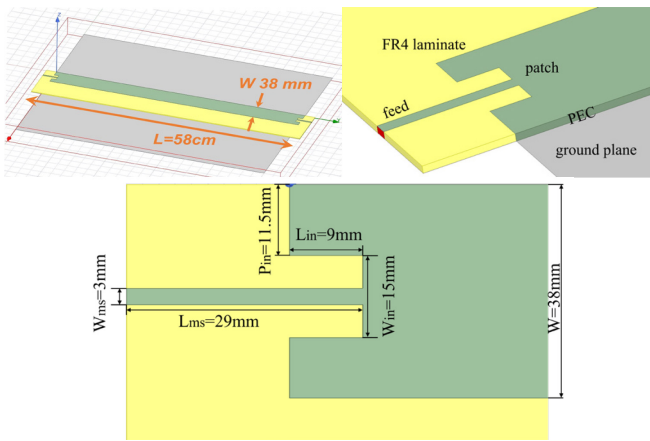 W 38 mm
L=58cm
FR4 laminate
patch
feed
PEC
ground plane
Pin=11.5mm
Lin=9mm
Wms=3mm
Lms=29mm
Win=15mm
W=38mm